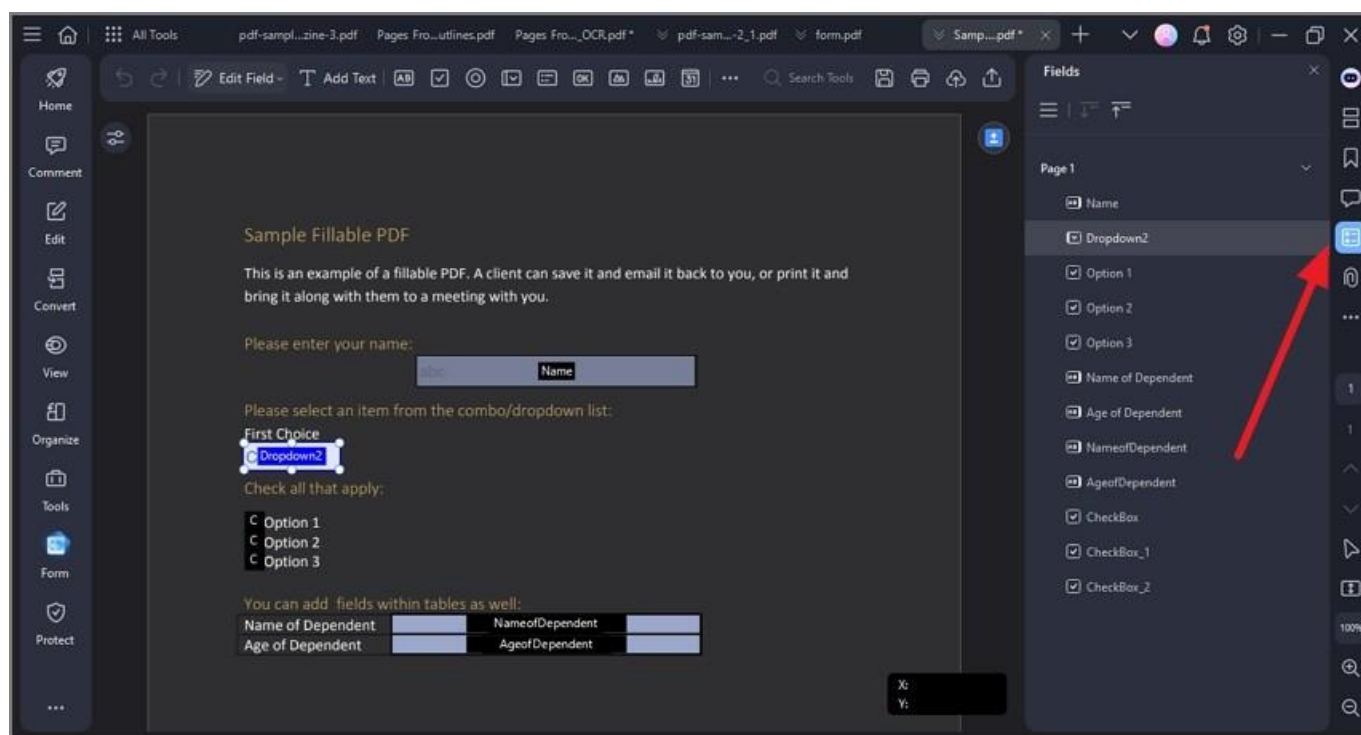 All Tools
pdf-sampl...zine-3.pdf
Pages Fro...utlines.pdf
Pages Fro..._OCR.pdf *
pdf-sam...-2_1.pdf
form.pdf
Samp....pdf *
Home
Edit Field
Add Text
Search Tools
Fields
Comment
Edit
Convert
View
Organize
Tools
Form
Protect
Sample Fillable PDF
This is an example of a fillable PDF. A client can save it and email it back to you, or print it and
bring it along with them to a meeting with you.
Please enter your name:
abc
Name
Please select an item from the combo/dropdown list:
First Choice
C Dropdown2
Check all that apply:
C Option 1
C Option 2
C Option 3
You can add fields within tables as well:
Name of Dependent NameofDependent
Age of Dependent AgeofDependent
X:
Y:
Page 1
Name
Dropdown2
Option 1
Option 2
Option 3
Name of Dependent
Age of Dependent
NameofDependent
AgeofDependent
CheckBox
CheckBox_1
CheckBox_2
1
1
100%